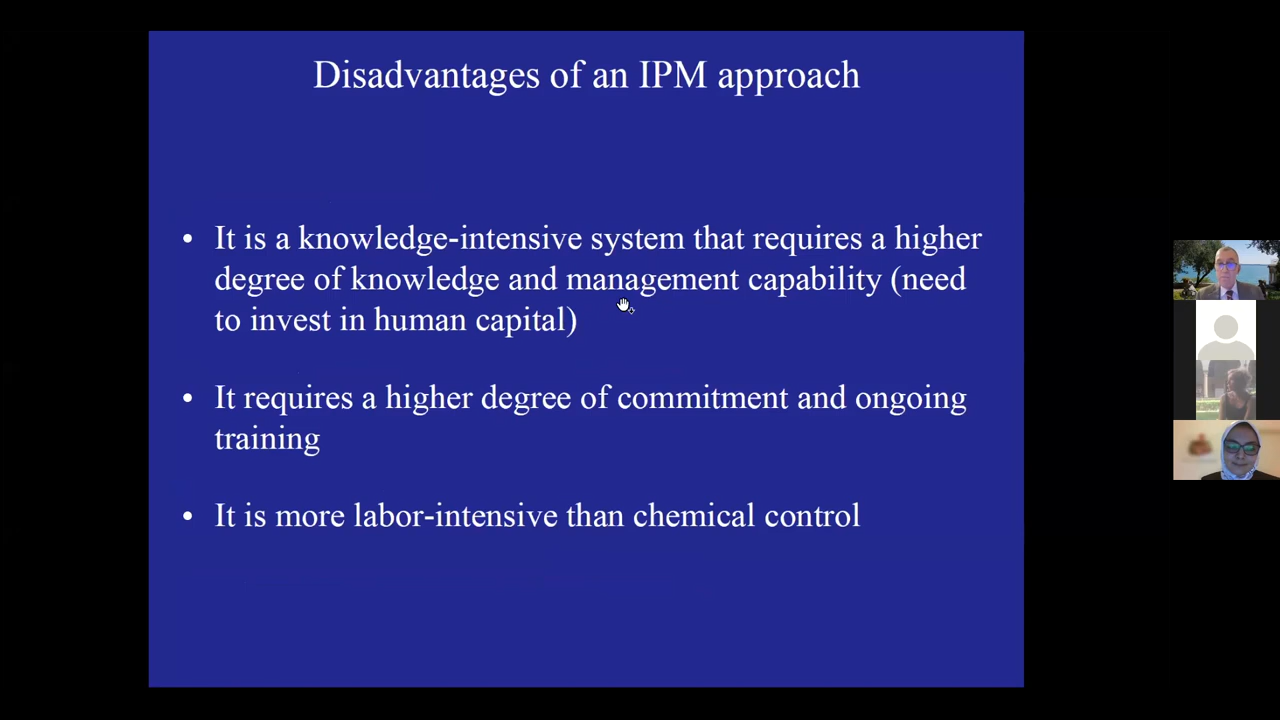 Disadvantages of an IPM approach
• It is a knowledge-intensive system that requires a higher
degree of knowledge and management capability (need
to invest in human capital)
• It requires a higher degree of commitment and ongoing
training
• It is more labor-intensive than chemical control